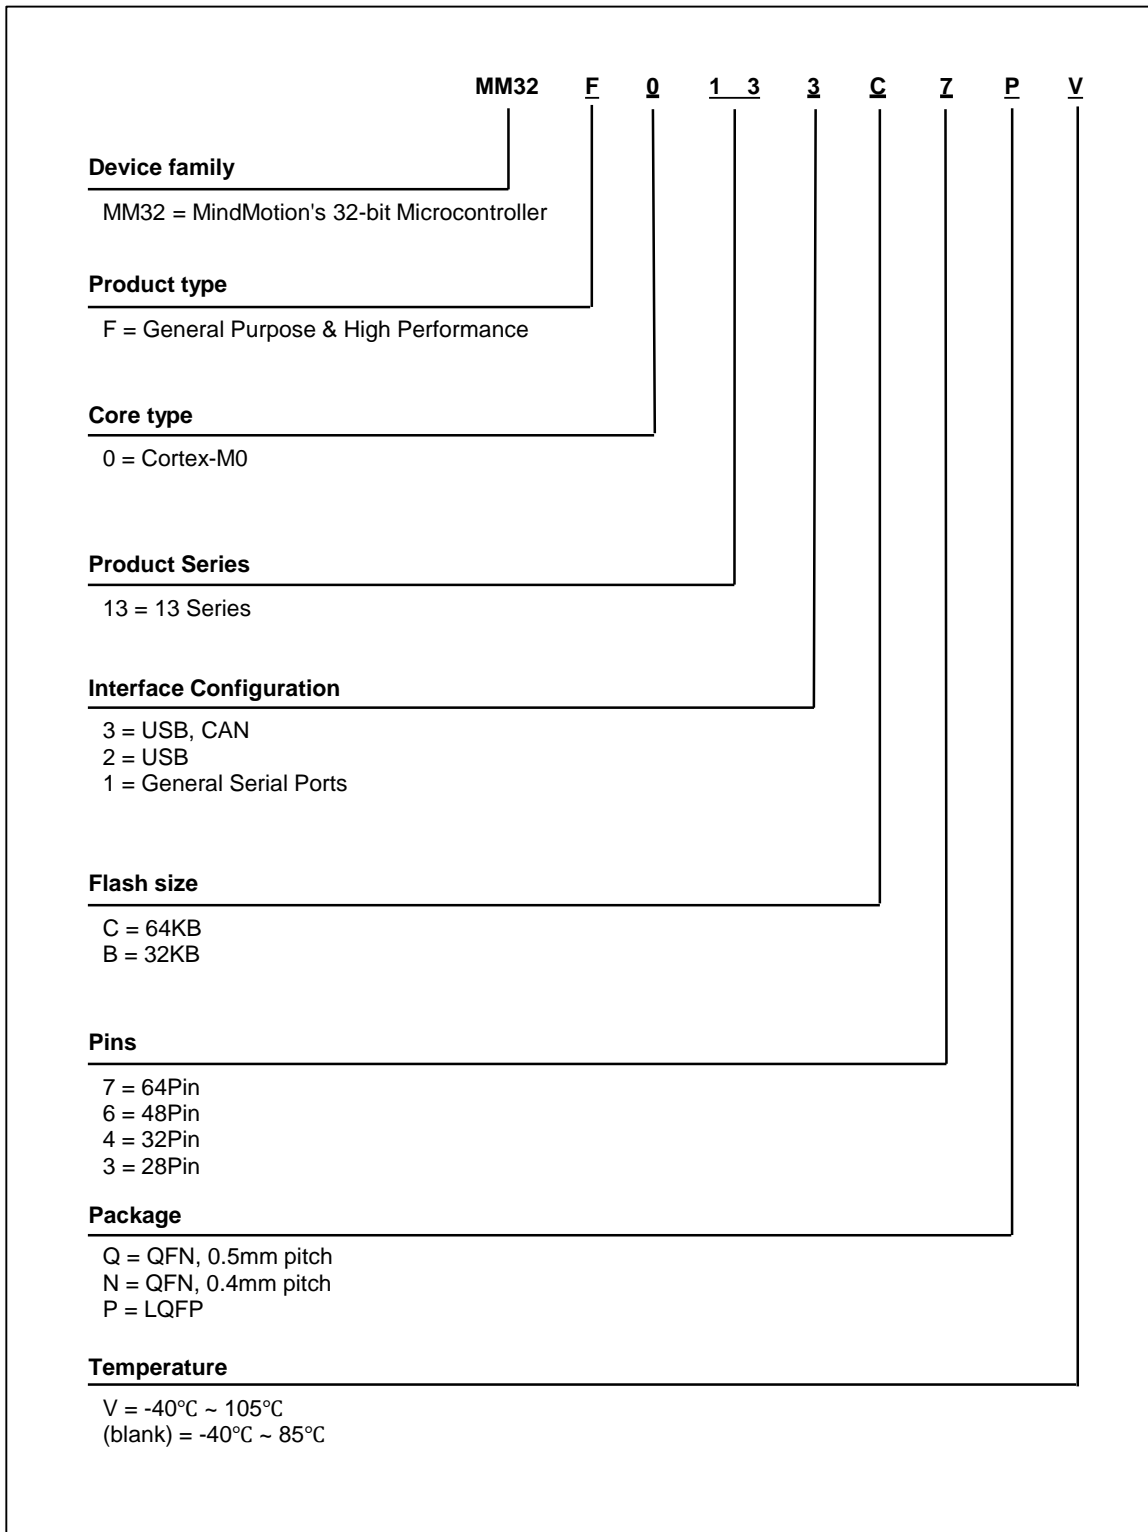 MM32 F 0 1 3 3 C 7 P V
Device family
MM32 = MindMotion's 32-bit Microcontroller
Product type
F = General Purpose & High Performance
Core type
0 = Cortex-M0
Product Series
13 = 13 Series
Interface Configuration
3 = USB, CAN
2 = USB
1 = General Serial Ports
Flash size
C = 64KB
B = 32KB
Pins
7 = 64Pin
6 = 48Pin
4 = 32Pin
3 = 28Pin
Package
Q = QFN, 0.5mm pitch
N = QFN, 0.4mm pitch
P = LQFP
Temperature
V = -40℃ ~ 105℃
(blank) = -40℃ ~ 85℃